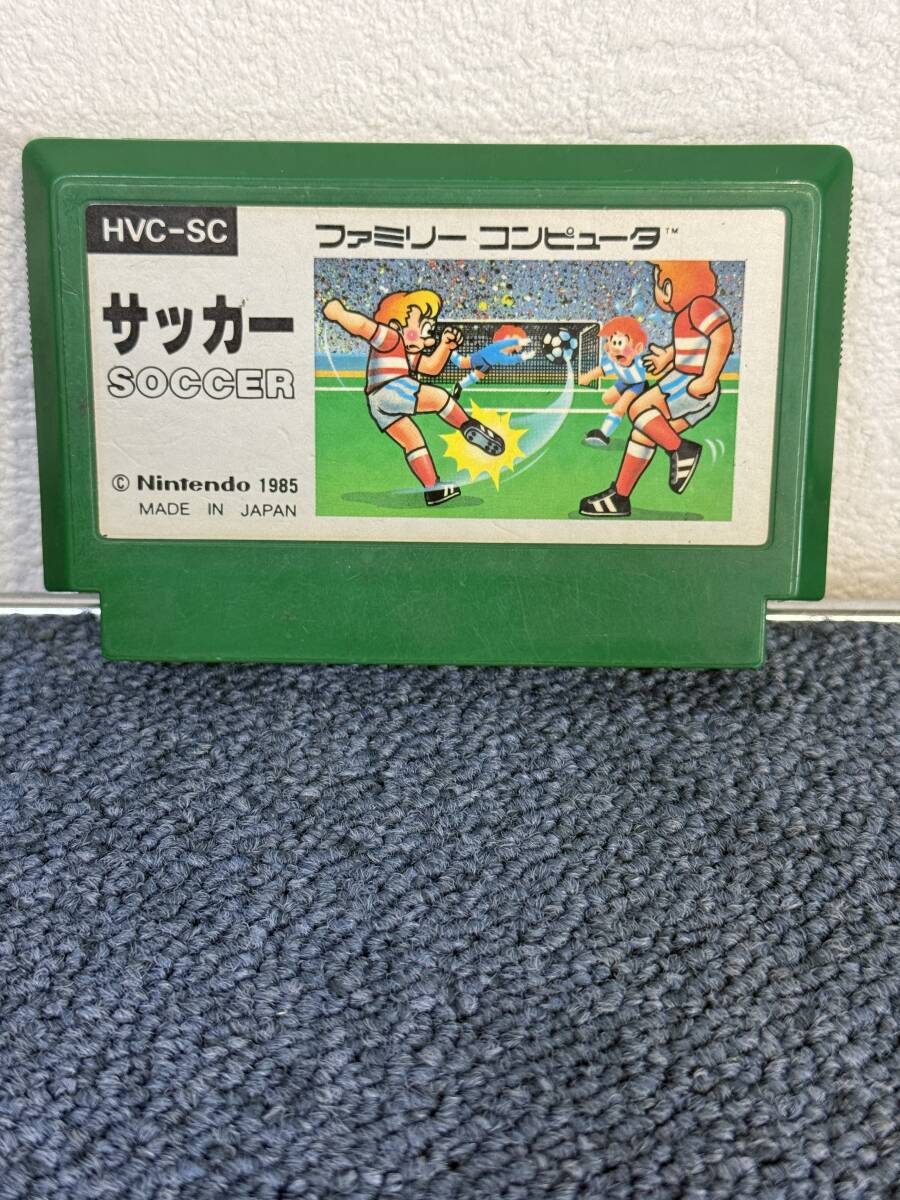 HVC-SC
ファミリー コンピュータ™
サッカー
SOCCER
© Nintendo 1985
MADE IN JAPAN